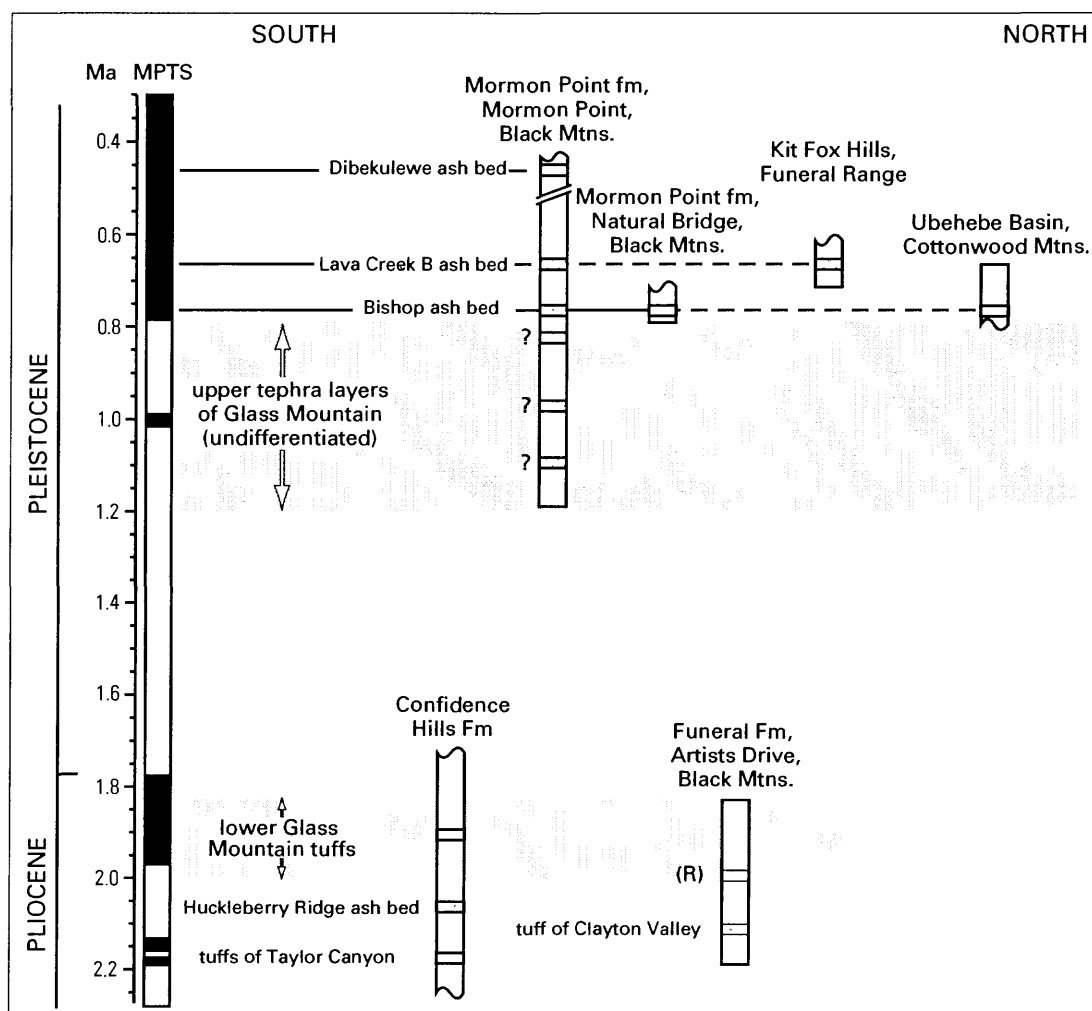 SOUTH
NORTH
Ma MPTS
Mormon Point fm,
Mormon Point,
Black Mtns.
Kit Fox Hills,
Funeral Range
0.4
Dibekulewe ash bed
Mormon Point fm,
Natural Bridge,
Black Mtns.
Ubehebe Basin,
Cottonwood Mtns.
0.6
Lava Creek B ash bed
Bishop ash bed
0.8
?
upper tephra layers
of Glass Mountain
(undifferentiated)
?
1.0
?
PLEISTOCENE
1.2
1.4
1.6
Confidence
Hills Fm
Funeral Fm,
Artists Drive,
Black Mtns.
1.8
lower Glass
Mountain tuffs
2.0
(R)
PLIOCENE
Huckleberry Ridge ash bed
tuff of Clayton Valley
tuffs of Taylor Canyon
2.2